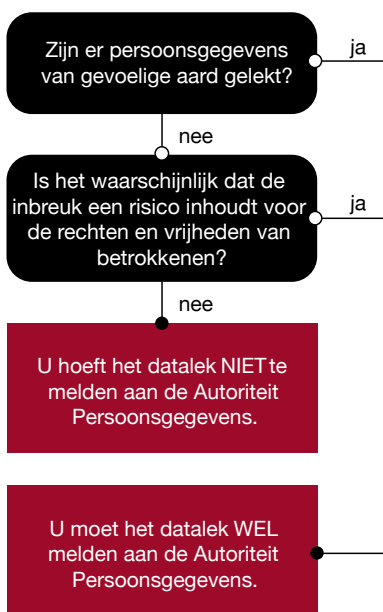 Zijn er persoonsgegevens
van gevoelige aard gelekt?
ja
nee
Is het waarschijnlijk dat de
inbreuk een risico inhoudt voor
de rechten en vrijheden van
betrokkenen?
ja
nee
U hoeft het datalek NIET te
melden aan de Autoriteit
Persoonsgegevens.
U moet het datalek WEL
melden aan de Autoriteit
Persoonsgegevens.